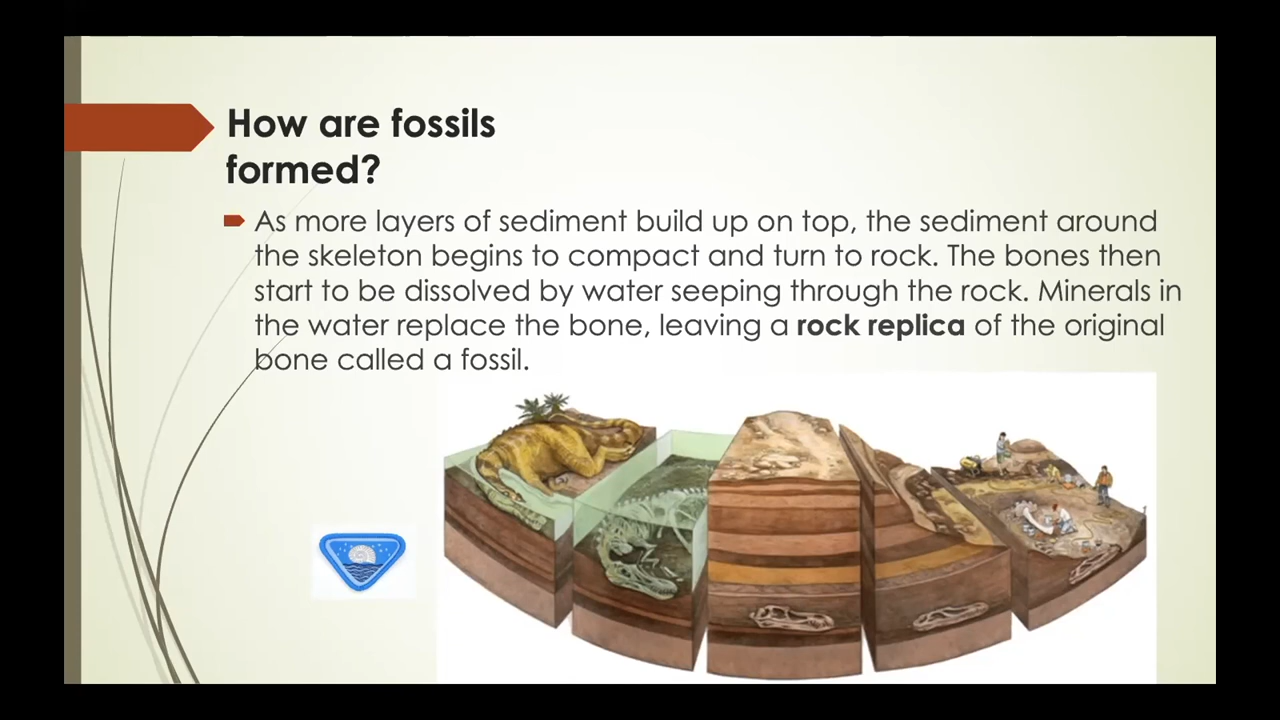 How are fossils
formed?
As more layers of sediment build up on top, the sediment around
the skeleton begins to compact and turn to rock. The bones then
start to be dissolved by water seeping through the rock. Minerals in
the water replace the bone, leaving a rock replica of the original
bone called a fossil.